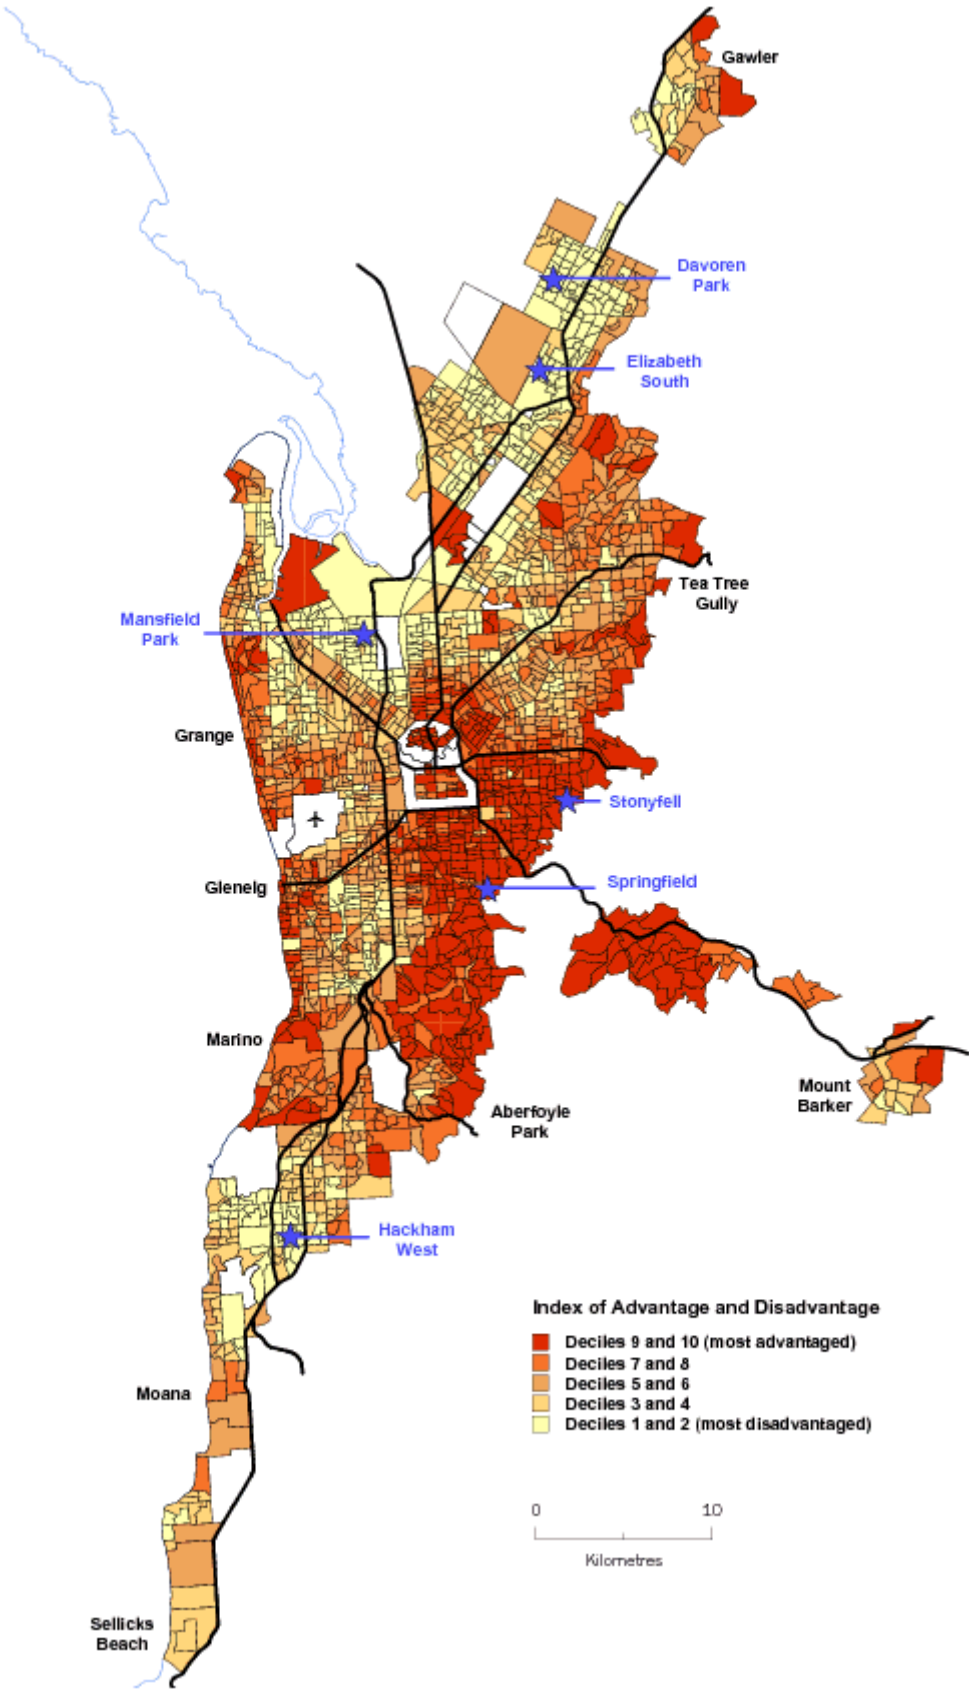 Gawler
Davoren
Park
Elizabeth
South
Tea Tree
Gully
Mansfield
Park
Grange
Stonyfell
Glenelg
Springfield
Marino
Mount
Barker
Aberfoyle
Park
Hackham
West
Index of Advantage and Disadvantage
Deciles 9 and 10 (most advantaged)
Deciles 7 and 8
Deciles 5 and 6
Deciles 3 and 4
Deciles 1 and 2 (most disadvantaged)
Moana
0 10
Kilometres
Sellicks
Beach